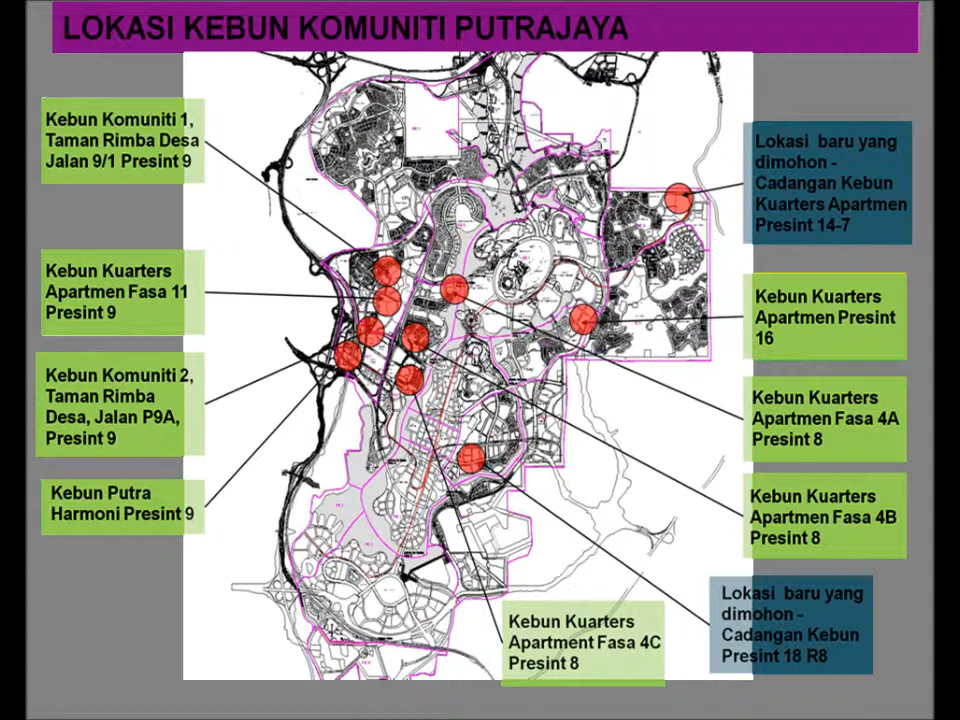 LOKASI KEBUN KOMUNITI PUTRAJAYA
Kebun Komuniti 1,
Taman Rimba Desa
Jalan 9/1 Presint 9
Kebun Kuarters
Apartmen Fasa 11
Presint 9
Kebun Komuniti 2,
Taman Rimba
Desa, Jalan P9A,
Presint 9
Kebun Putra
Harmoni Presint 9
Lokasi baru yang
dimohon -
Cadangan Kebun
Kuarters Apartmen
Presint 14-7
Kebun Kuarters
Apartmen Presint
16
Kebun Kuarters
Apartmen Fasa 4A
Presint 8
Kebun Kuarters
Apartmen Fasa 4B
Presint 8
Lokasi baru yang
dimohon -
Cadangan Kebun
Presint 18 R8
Kebun Kuarters
Apartment Fasa 4C
Presint 8